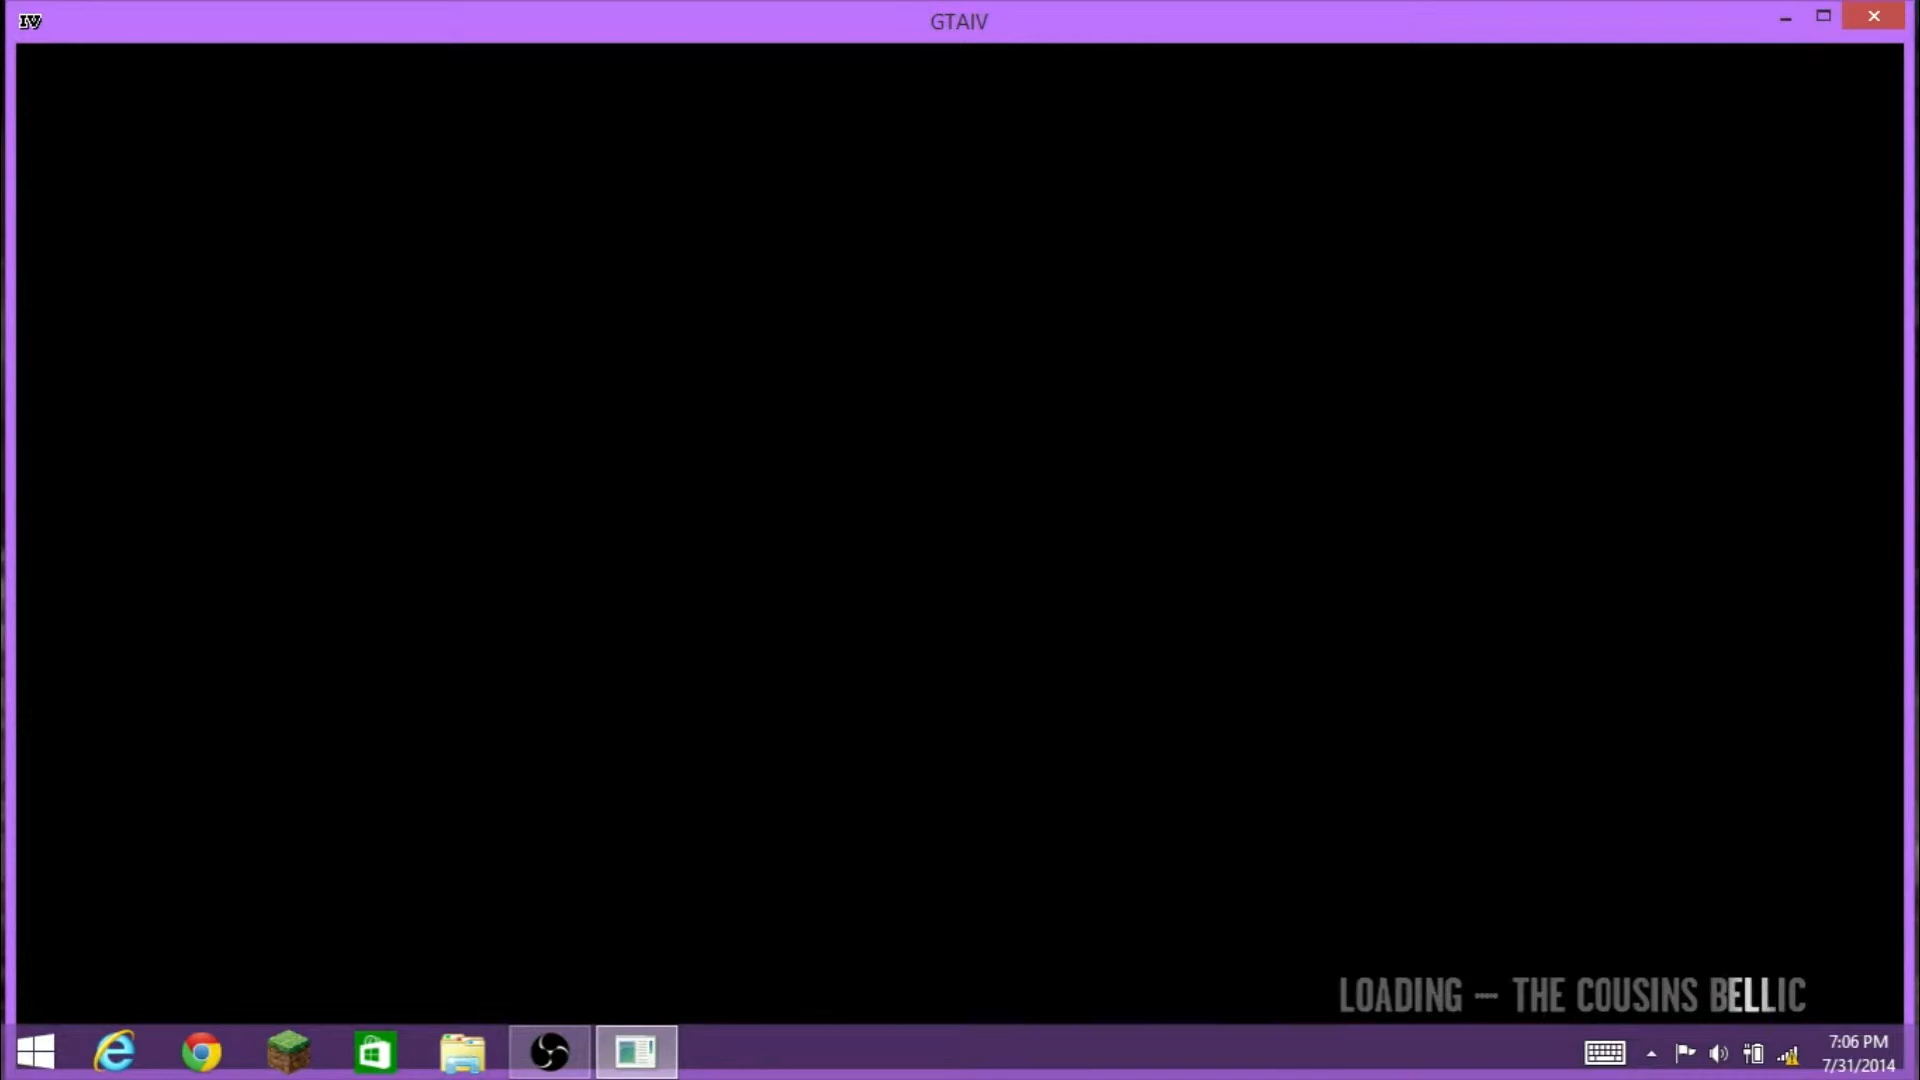 IV
GTAIV
LOADING – THE COUSINS BELLIC
7:06 PM
7/31/2014